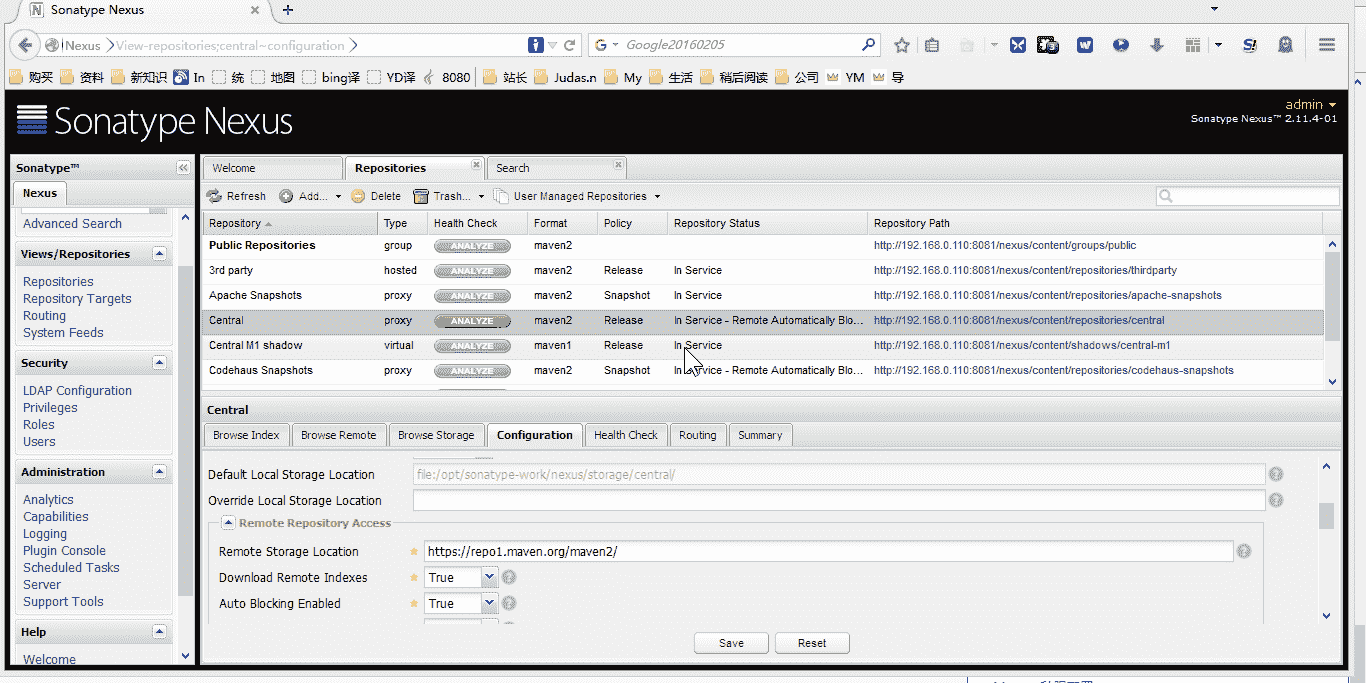 Sonatype Nexus
Nexus View-repositories;central~configuration Google20160205
购买 资料 新知识 In 统 地图 bing译 YD译 8080 站长 Judas.n My 生活 稍后阅读 公司 YM 导
Sonatype Nexus
admin
Sonatype Nexus™ 2.11.4-01
Sonatype™
Nexus
Advanced Search
Views/Repositories
Repositories
Repository Targets
Routing
System Feeds
Security
LDAP Configuration
Privileges
Roles
Users
Administration
Analytics
Capabilities
Logging
Plugin Console
Scheduled Tasks
Server
Support Tools
Help
Welcome
Welcome Repositories Search
Refresh Add... Delete Trash... User Managed Repositories
Repository Type Health Check Format Policy Repository Status Repository Path
Public Repositories group ANALYZE maven2 http://192.168.0.110:8081/nexus/content/groups/public
3rd party hosted ANALYZE maven2 Release In Service http://192.168.0.110:8081/nexus/content/repositories/thirdparty
Apache Snapshots proxy ANALYZE maven2 Snapshot In Service http://192.168.0.110:8081/nexus/content/repositories/apache-snapshots
Central proxy ANALYZE maven2 Release In Service - Remote Automatically Blo... http://192.168.0.110:8081/nexus/content/repositories/central
Central M1 shadow virtual ANALYZE maven1 Release In Service http://192.168.0.110:8081/nexus/content/shadows/central-m1
Codehaus Snapshots proxy ANALYZE maven2 Snapshot In Service - Remote Automatically Blo... http://192.168.0.110:8081/nexus/content/repositories/codehaus-snapshots
Central
Browse Index Browse Remote Browse Storage Configuration Health Check Routing Summary
Default Local Storage Location file:/opt/sonatype-work/nexus/storage/central/
Override Local Storage Location
Remote Repository Access
Remote Storage Location https://repo1.maven.org/maven2/
Download Remote Indexes True
Auto Blocking Enabled True
Save Reset